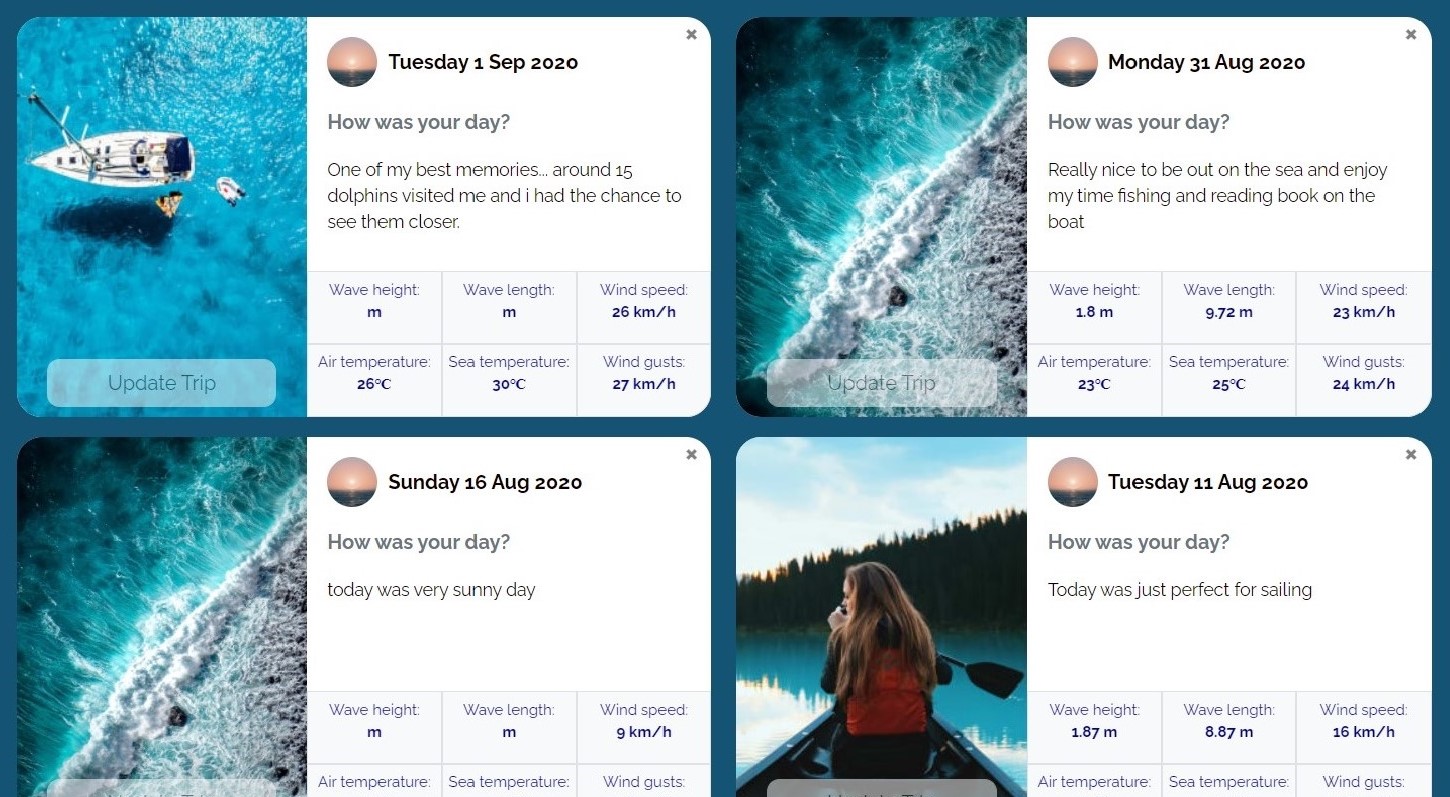 ✖
Tuesday 1 Sep 2020
How was your day?
One of my best memories... around 15
dolphins visited me and i had the chance to
see them closer.
Wave height: Wave length: Wind speed:
m m 26 km/h
Air temperature: Sea temperature: Wind gusts:
26°C 30°C 27 km/h
Update Trip
✖
Monday 31 Aug 2020
How was your day?
Really nice to be out on the sea and enjoy
my time fishing and reading book on the
boat
Wave height: Wave length: Wind speed:
1.8 m 9.72 m 23 km/h
Air temperature: Sea temperature: Wind gusts:
23°C 25°C 24 km/h
Update Trip
✖
Sunday 16 Aug 2020
How was your day?
today was very sunny day
Wave height: Wave length: Wind speed:
m m 9 km/h
Air temperature: Sea temperature: Wind gusts:
✖
Tuesday 11 Aug 2020
How was your day?
Today was just perfect for sailing
Wave height: Wave length: Wind speed:
1.87 m 8.87 m 16 km/h
Air temperature: Sea temperature: Wind gusts: